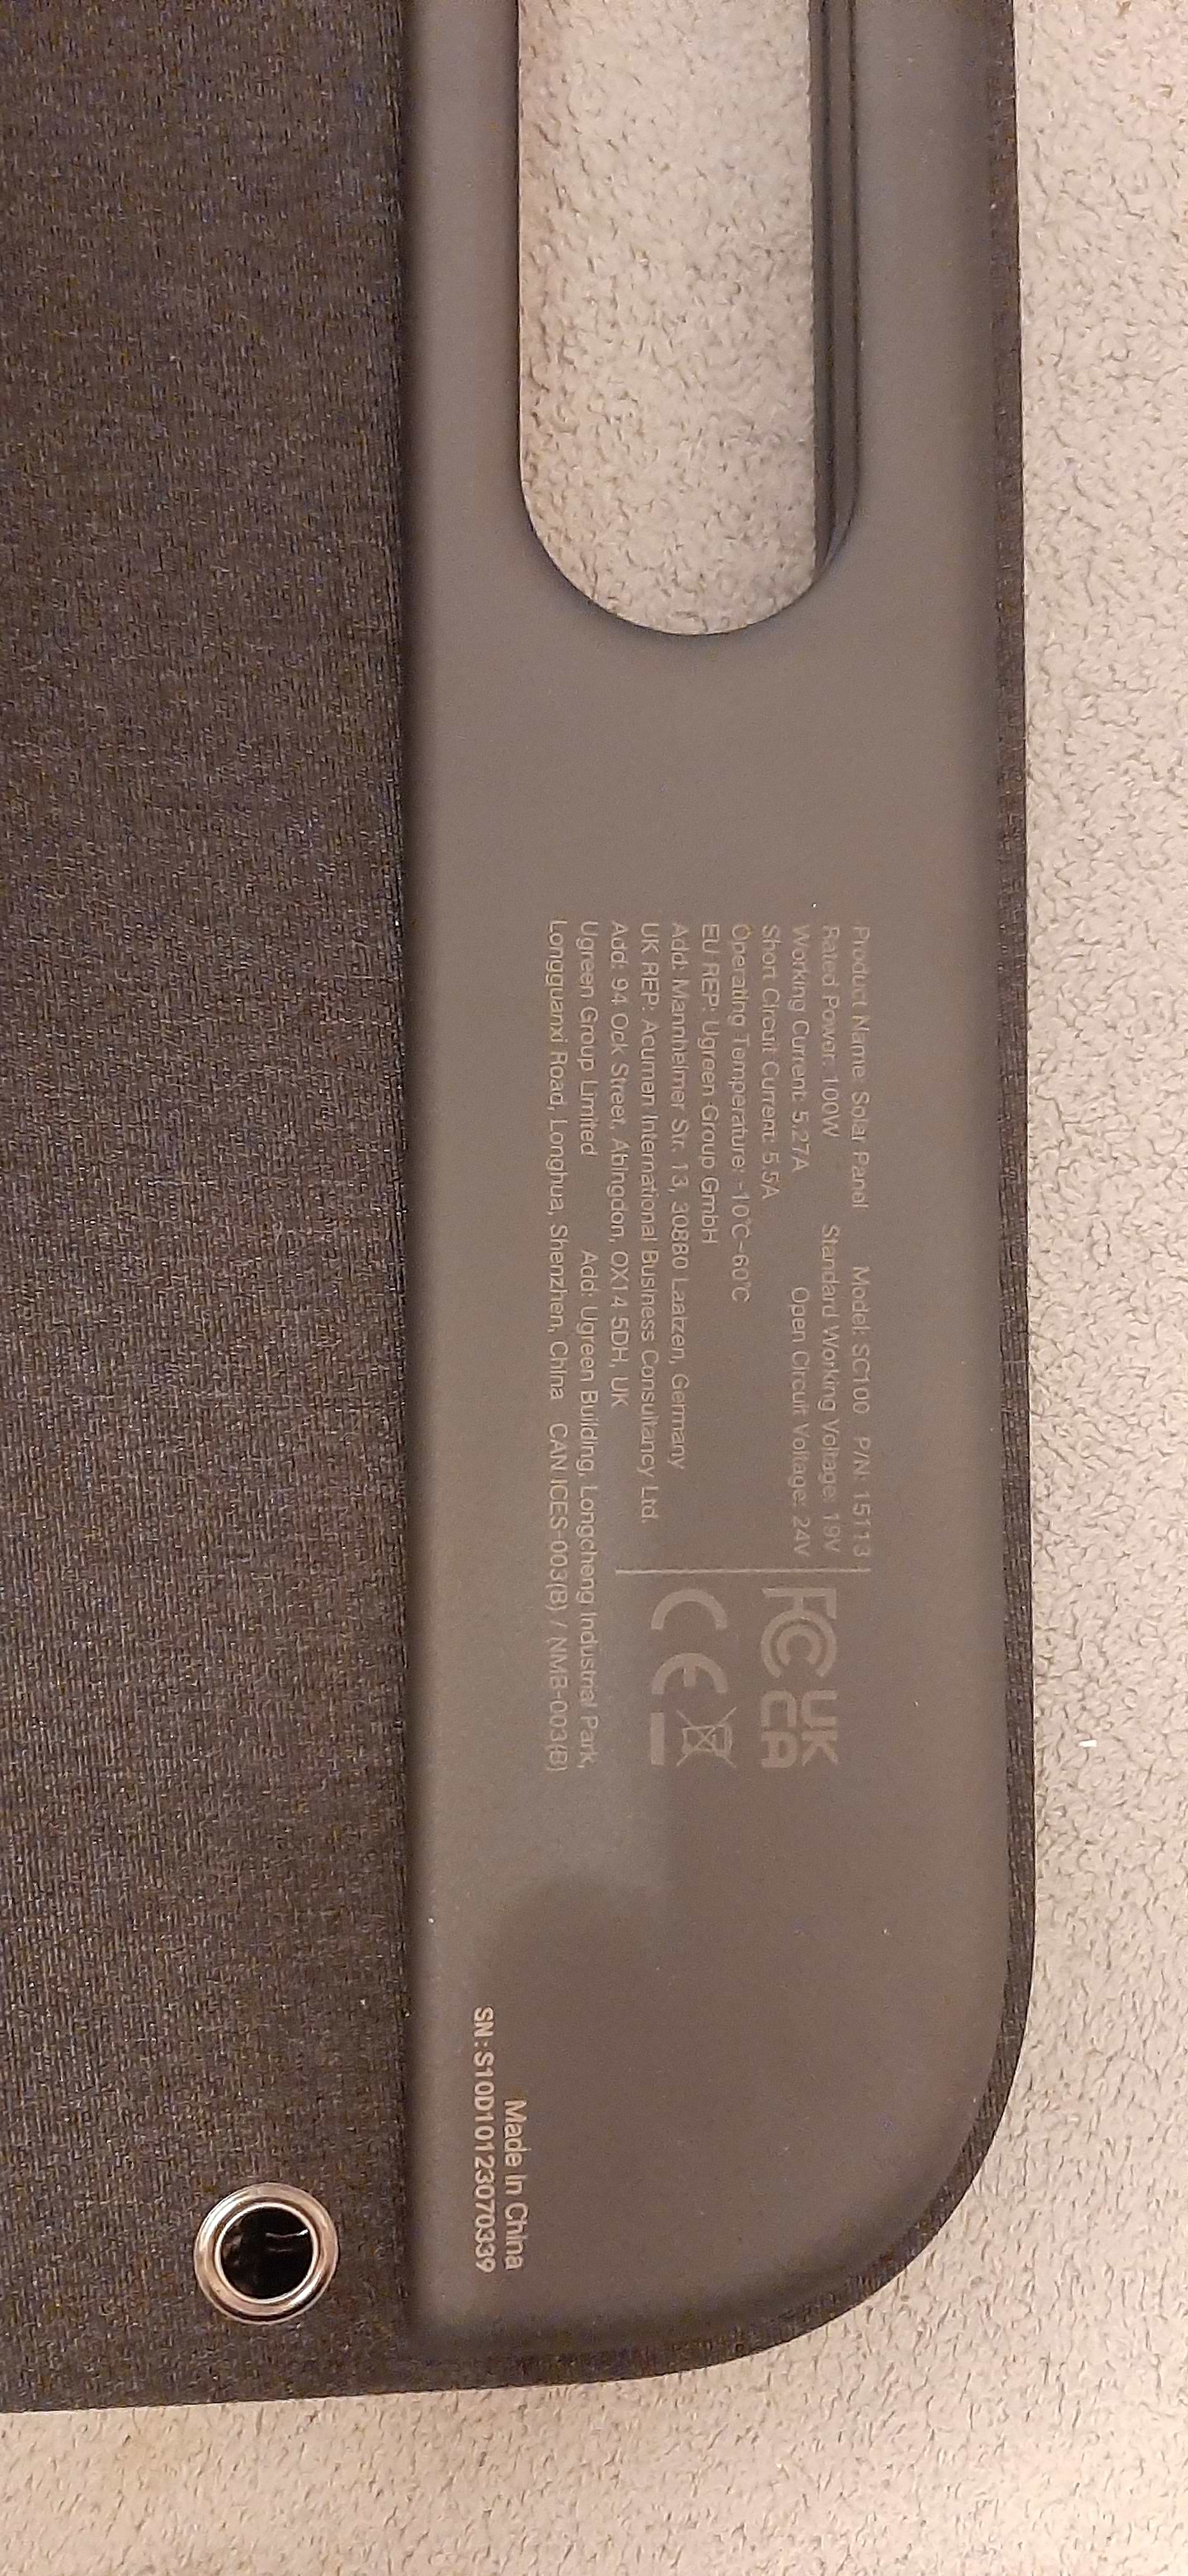 Product Name: Solar Panel Model: SC100 P/N: 15113
Rated Power: 100W Standard Working Voltage: 19V
Working Current: 5.27A Open Circuit Voltage: 24V
Short Circuit Current: 5.5A
Operating Temperature: -10℃~60℃
EU REP: Ugreen Group GmbH
Add: Mannheimer Str. 13, 30880 Laatzen, Germany
UK REP: Acumen International Business Consultancy Ltd.
Add: 94 Ock Street, Abingdon, OX14 5DH, UK
Ugreen Group Limited Add: Ugreen Building, Longcheng Industrial Park,
Longguanxi Road, Longhua, Shenzhen, China CAN ICES-003(B) / NMB-003(B)
FC UK
CA
CE
Made in China
SN:S10D10123070339